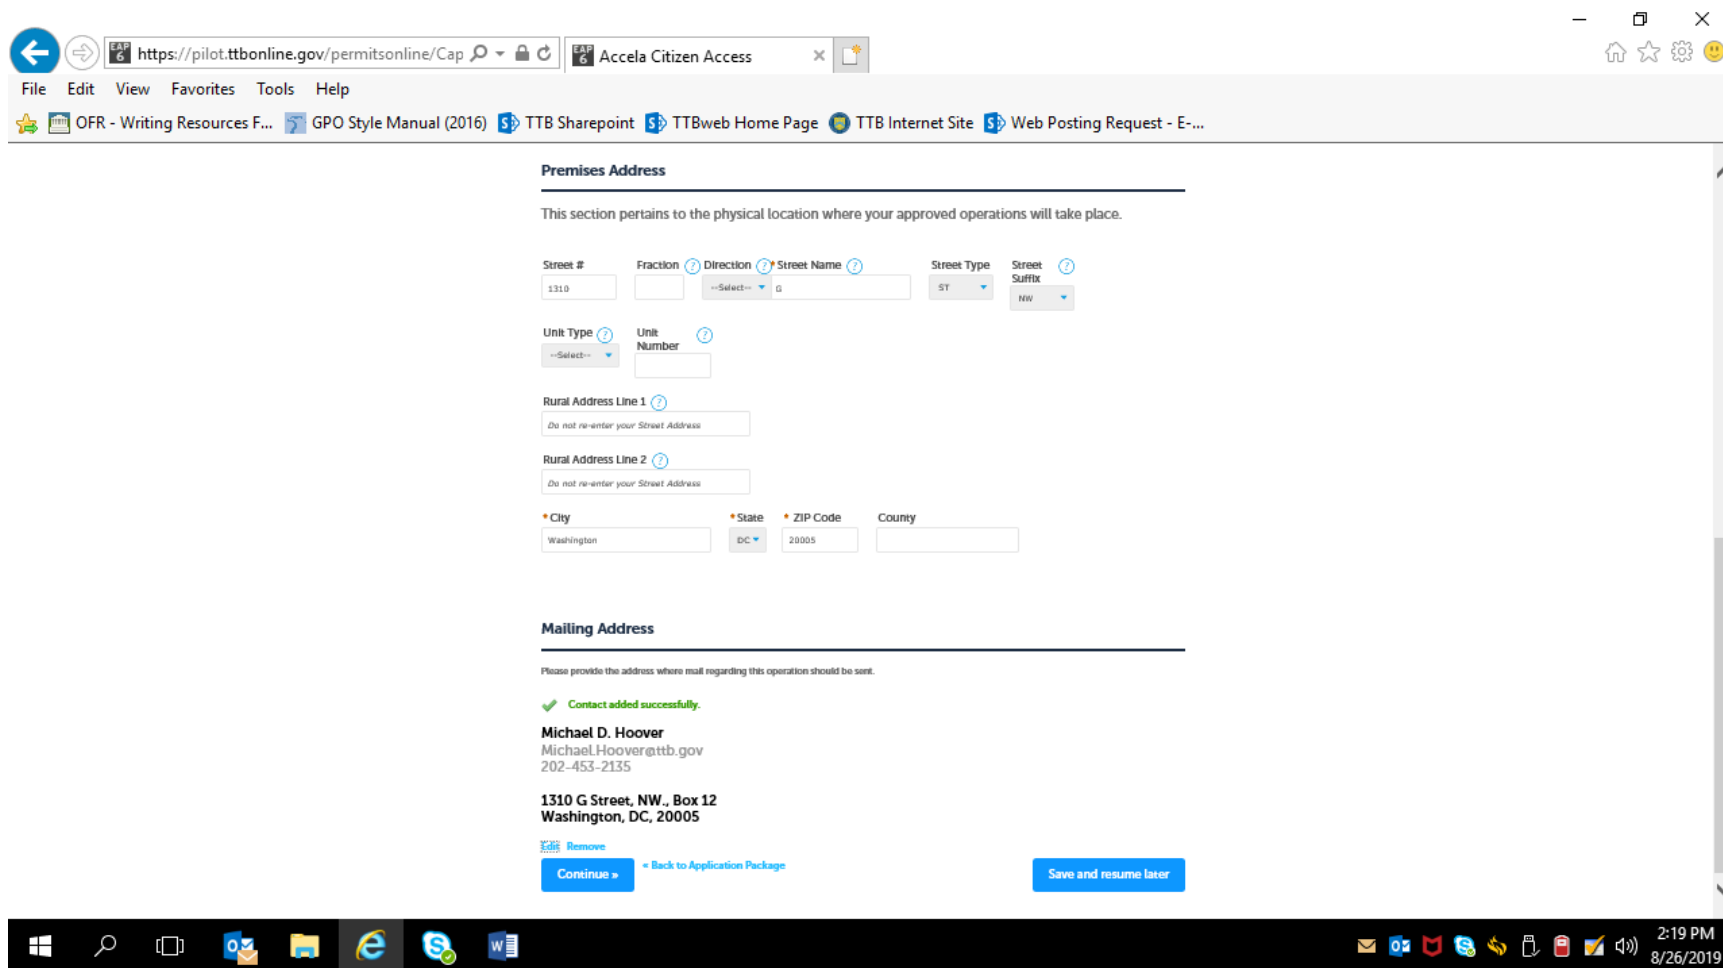 https://pilot.ttbonline.gov/permitsonline/Cap
Accela Citizen Access
File Edit View Favorites Tools Help
OFR - Writing Resources F... GPO Style Manual (2016) TTB Sharepoint TTBweb Home Page TTB Internet Site Web Posting Request - E-...
Premises Address
This section pertains to the physical location where your approved operations will take place.
Street # Fraction ? Direction ? * Street Name ? Street Type Street Suffix ?
1310 --Select-- G ST NW
Unit Type ? Unit Number ?
--Select--
Rural Address Line 1 ?
Do not re-enter your Street Address
Rural Address Line 2 ?
Do not re-enter your Street Address
* City * State * ZIP Code County
Washington DC 20005
Mailing Address
Please provide the address where mail regarding this operation should be sent.
Contact added successfully.
Michael D. Hoover
Michael.Hoover@ttb.gov
202-453-2135
1310 G Street, NW., Box 12
Washington, DC, 20005
Edit Remove
Continue » « Back to Application Package Save and resume later
2:19 PM
8/26/2019